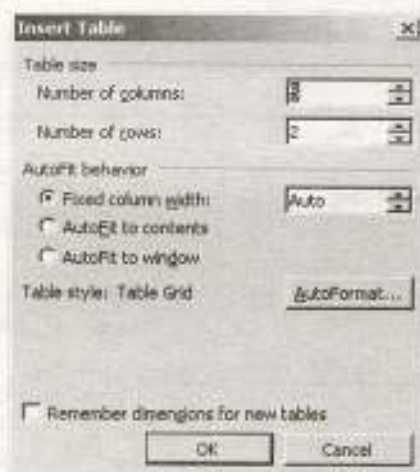 Insert Table
Table size
Number of columns:
Number of rows: 2
AutoFit behavior
Fixed column width: Auto
AutoFit to contents
AutoFit to window
Table style: Table Grid AutoFormat...
Remember dimensions for new tables
OK Cancel